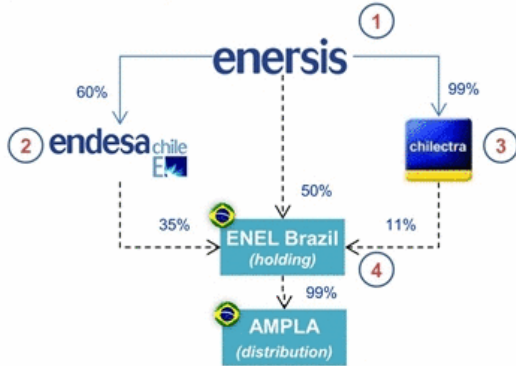 1
enersis
60%
99%
2
endesa chile
E
chilectra
3
50%
35%
11%
ENEL Brazil
(holding)
4
99%
AMPLA
(distribution)